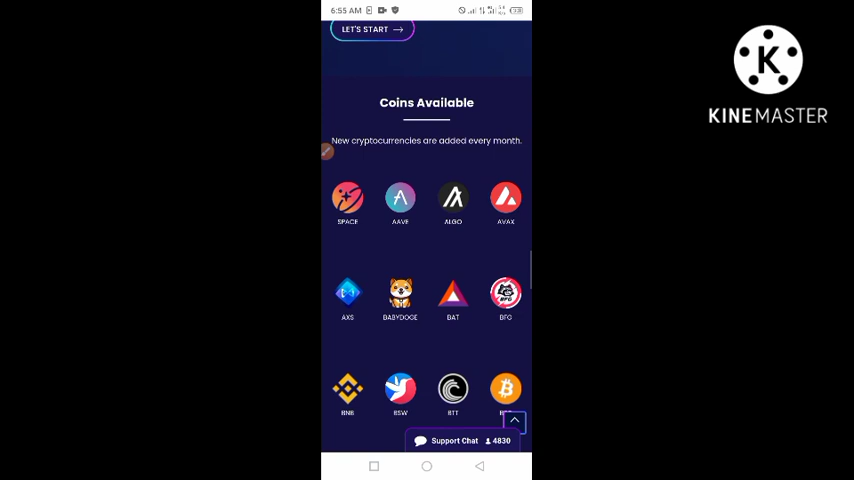 6:55 AM
LET'S START
Coins Available
New cryptocurrencies are added every month.
SPACE AAVE ALGO AVAX
AXS BABYDOGE BAT BFG
BNB BSW BTT
Support Chat 4830
K
KINEMASTER